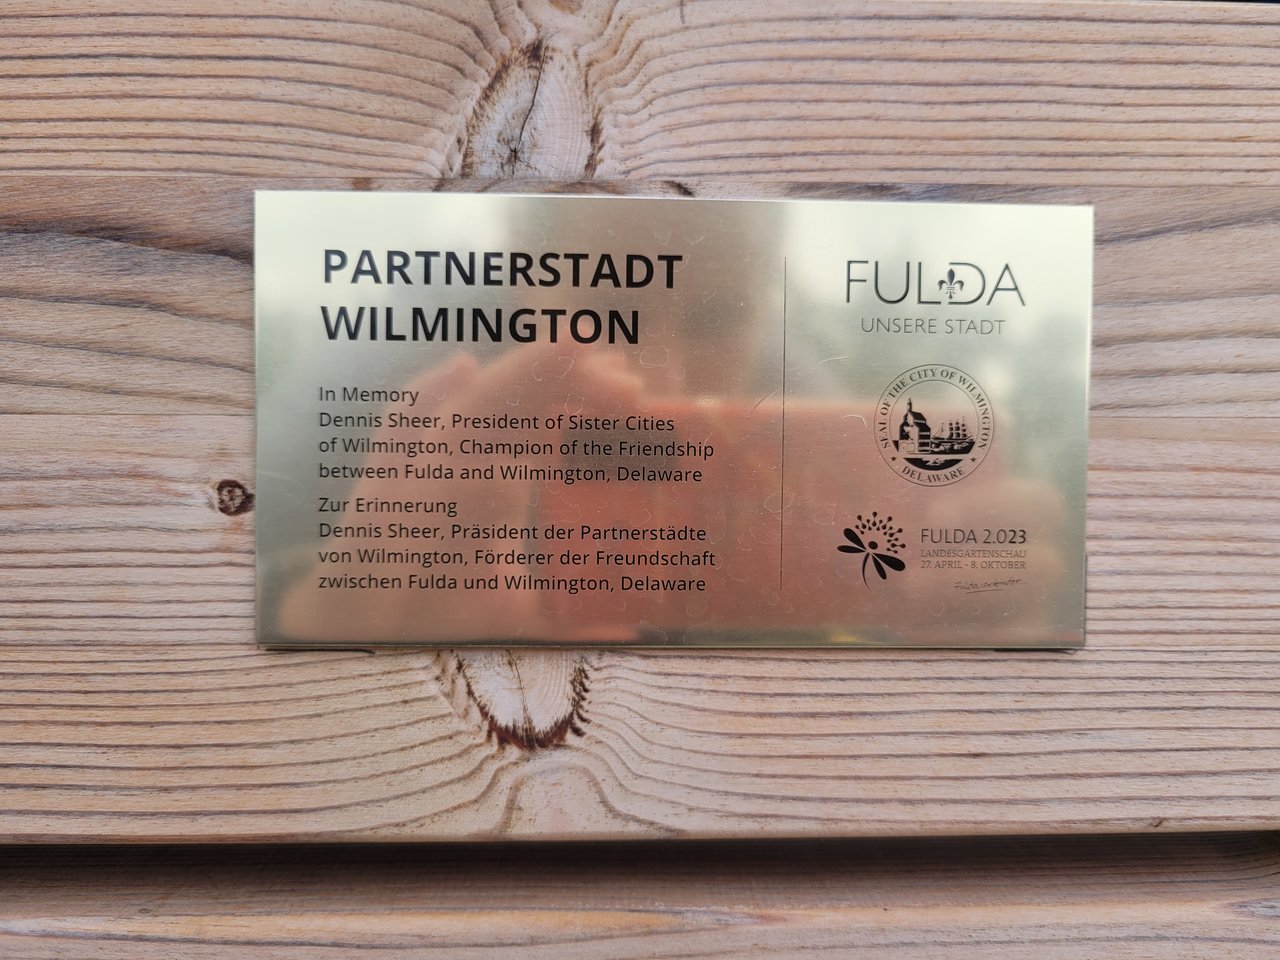 PARTNERSTADT
WILMINGTON
In Memory
Dennis Sheer, President of Sister Cities
of Wilmington, Champion of the Friendship
between Fulda and Wilmington, Delaware
Zur Erinnerung
Dennis Sheer, Präsident der Partnerstädte
von Wilmington, Förderer der Freundschaft
zwischen Fulda und Wilmington, Delaware
FULDA
UNSERE STADT
SEAL OF THE CITY OF WILMINGTON
DELAWARE
FULDA 2.023
LANDESGARTENSCHAU
27. APRIL - 8. OKTOBER
Fulda verbindet...